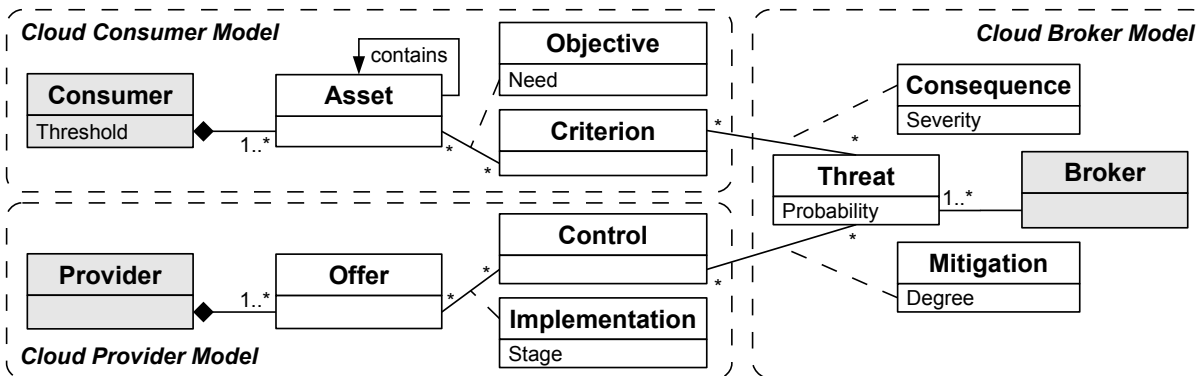 Cloud Consumer Model
Consumer
Threshold
1..*
Asset
contains
*
*
Objective
Need
Criterion
*
Cloud Provider Model
Provider
1..*
Offer
*
*
Control
*
Implementation
Stage
Cloud Broker Model
Consequence
Severity
*
Threat
Probability
*
1..*
Broker
Mitigation
Degree